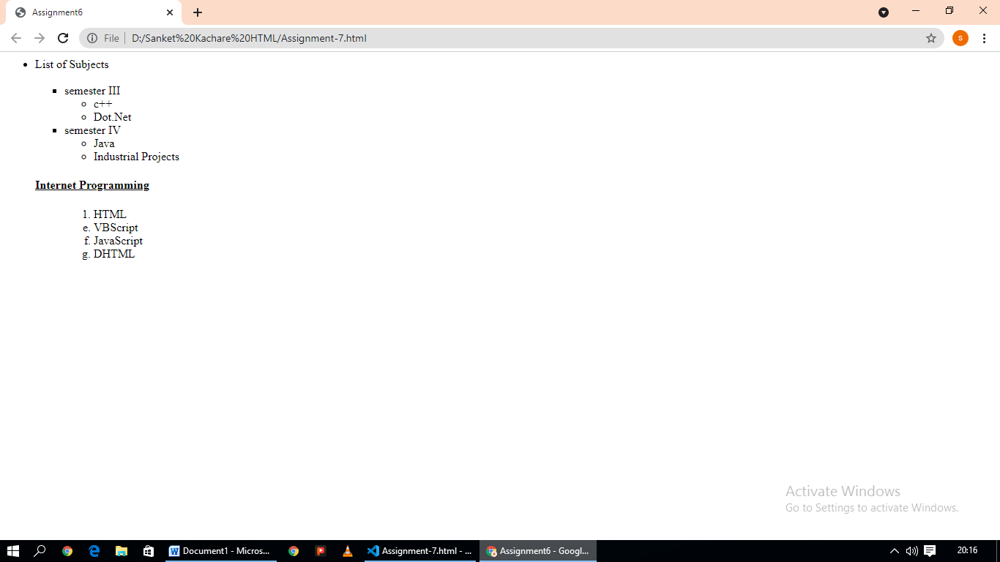 Assignment6
File D:/Sanket%20Kachare%20HTML/Assignment-7.html
s
List of Subjects
semester III
c++
Dot.Net
semester IV
Java
Industrial Projects
Internet Programming
1. HTML
e. VBScript
f. JavaScript
g. DHTML
Activate Windows
Go to Settings to activate Windows.
Document1 - Micros... Assignment-7.html - ... Assignment6 - Googl... 20:16